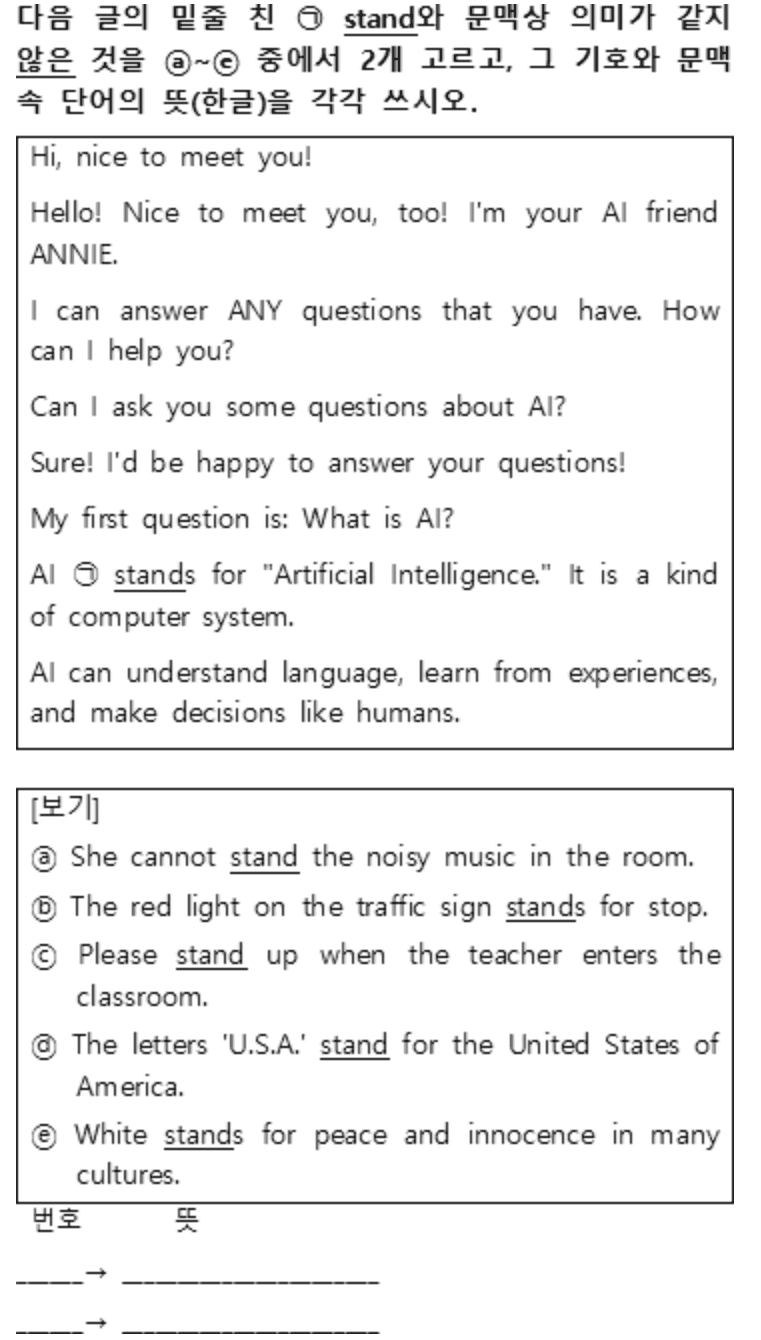 다음 글의 밑줄 친 ㉠ stand와 문맥상 의미가 같지
않은 것을 ⓐ~ⓔ 중에서 2개 고르고, 그 기호와 문맥
속 단어의 뜻(한글)을 각각 쓰시오.
Hi, nice to meet you!
Hello! Nice to meet you, too! I'm your AI friend
ANNIE.
I can answer ANY questions that you have. How
can I help you?
Can I ask you some questions about AI?
Sure! I'd be happy to answer your questions!
My first question is: What is AI?
AI ㉠ stands for "Artificial Intelligence." It is a kind
of computer system.
AI can understand language, learn from experiences,
and make decisions like humans.
[보기]
ⓐ She cannot stand the noisy music in the room.
ⓑ The red light on the traffic sign stands for stop.
ⓒ Please stand up when the teacher enters the
classroom.
ⓓ The letters 'U.S.A.' stand for the United States of
America.
ⓔ White stands for peace and innocence in many
cultures.
번호 뜻
______→ ______________________
______→ ______________________